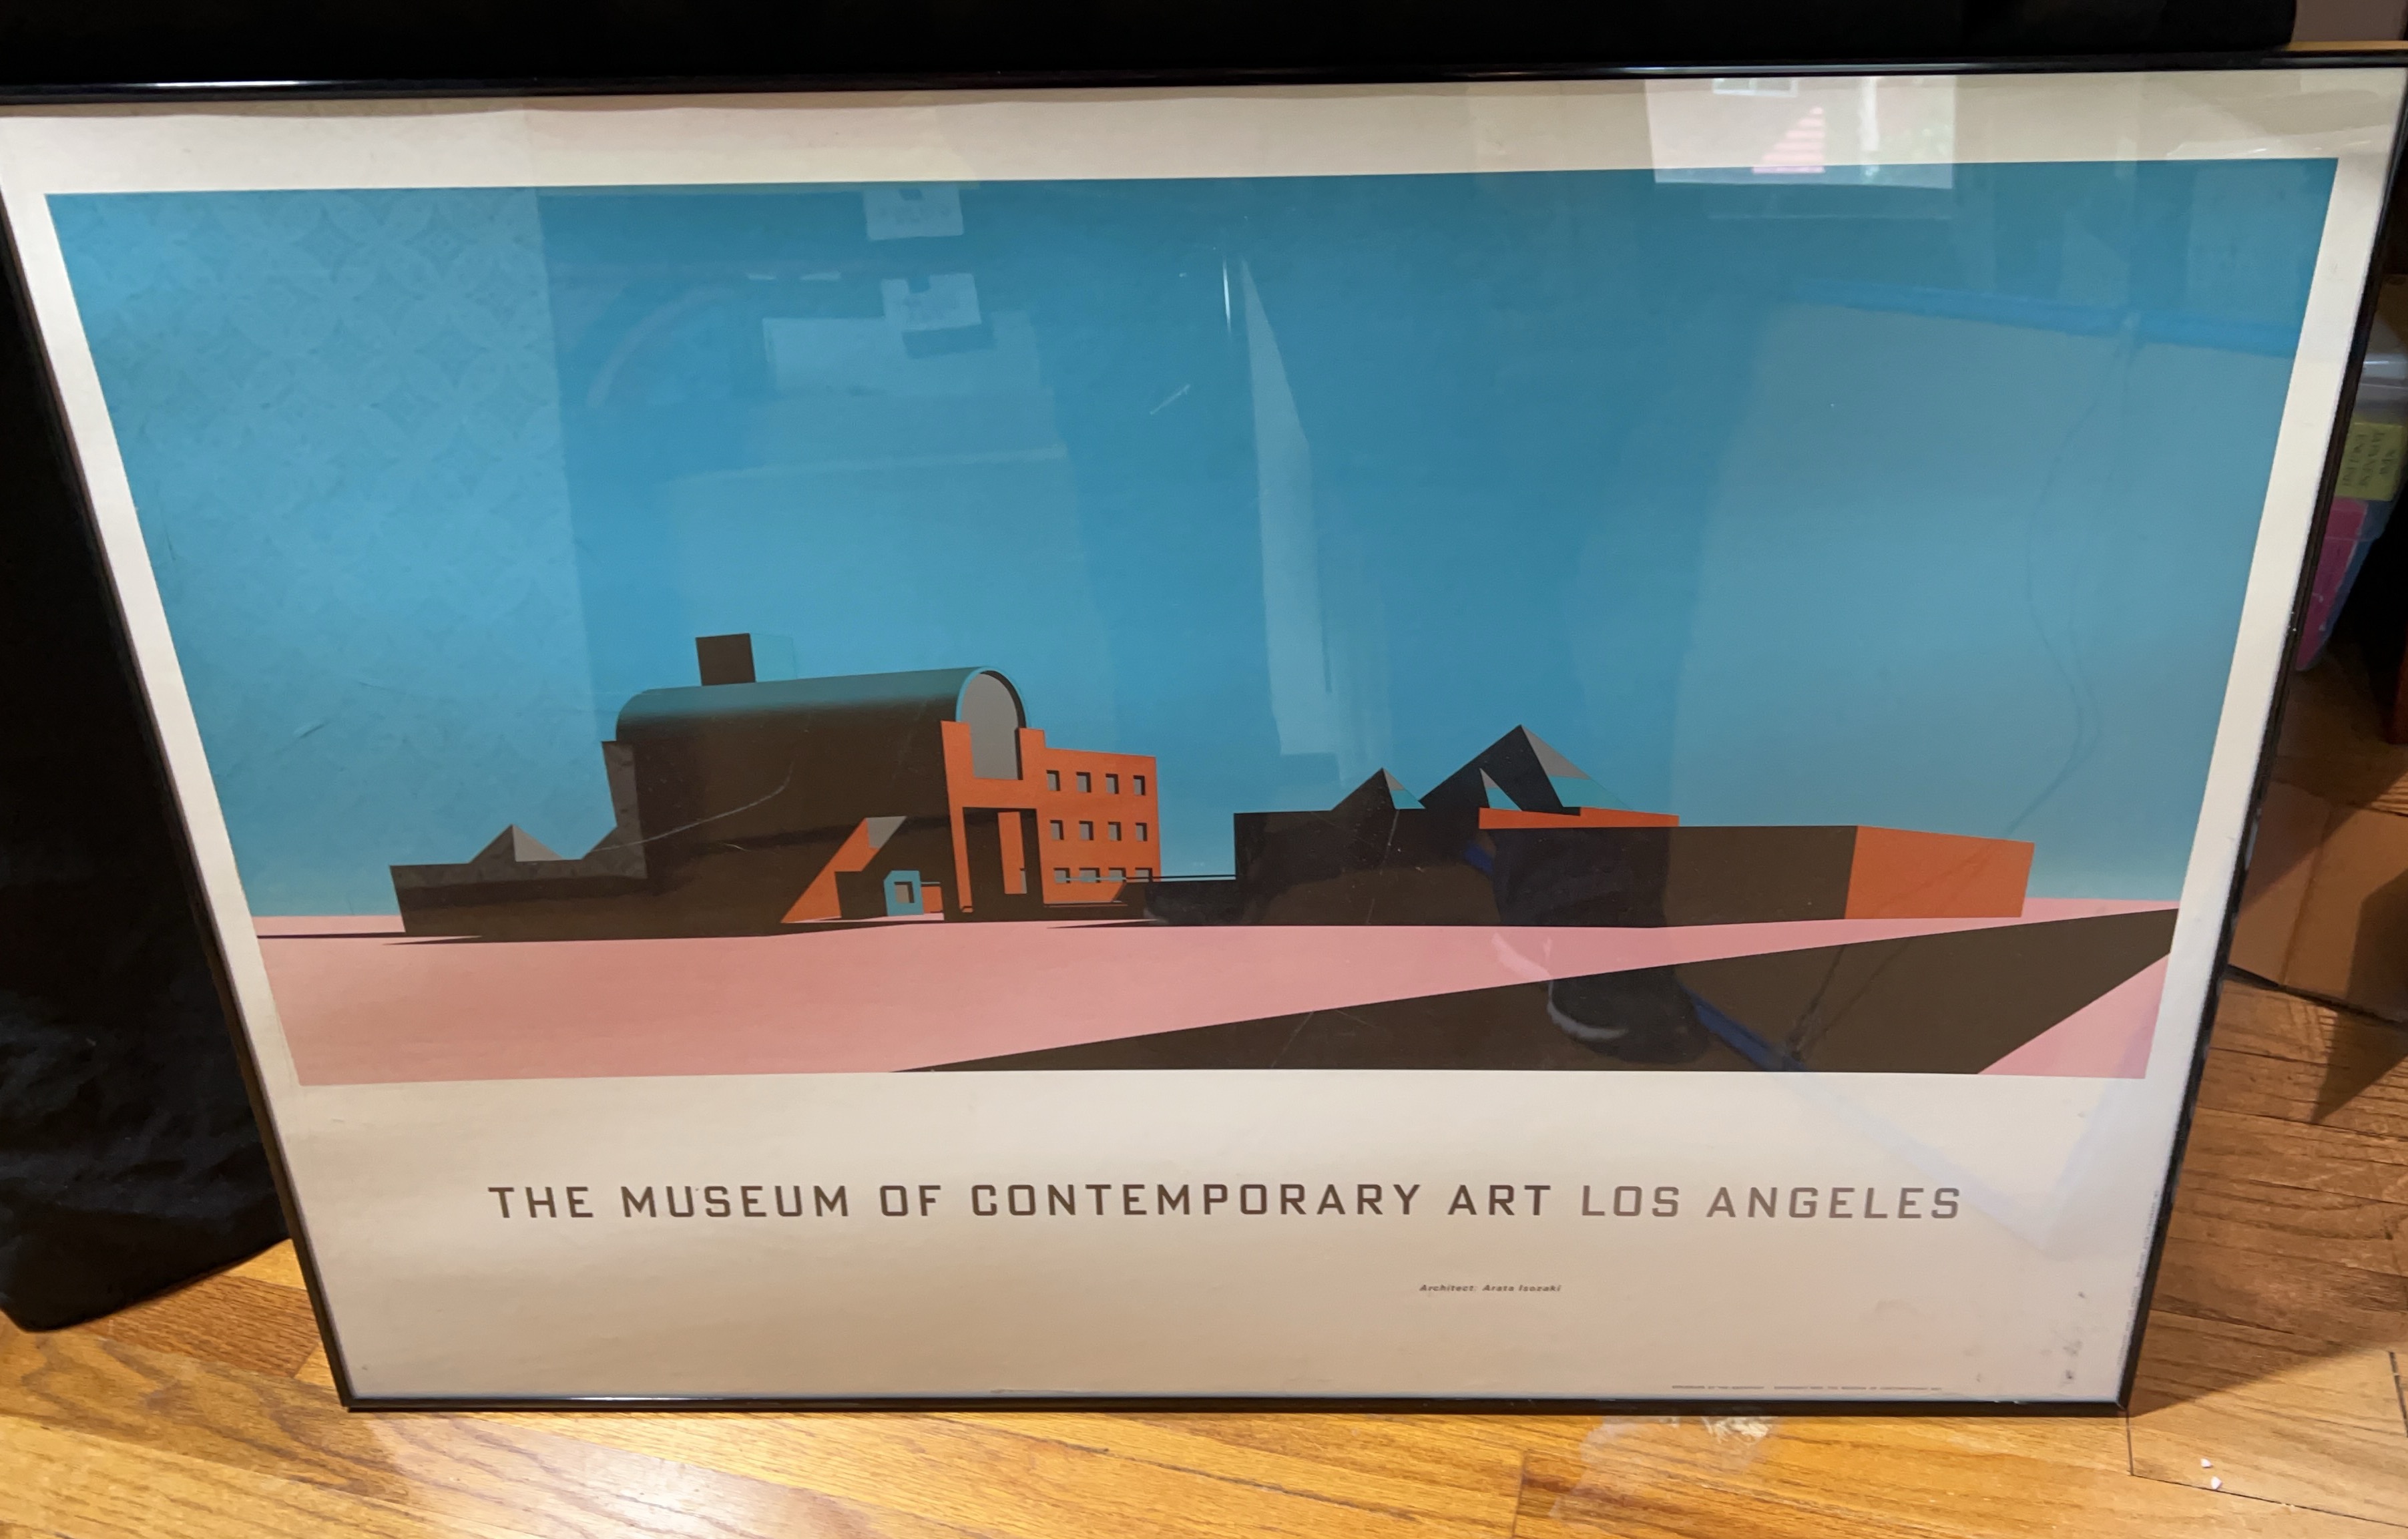 THE MUSEUM OF CONTEMPORARY ART LOS ANGELES
Architect: Arata Isozaki